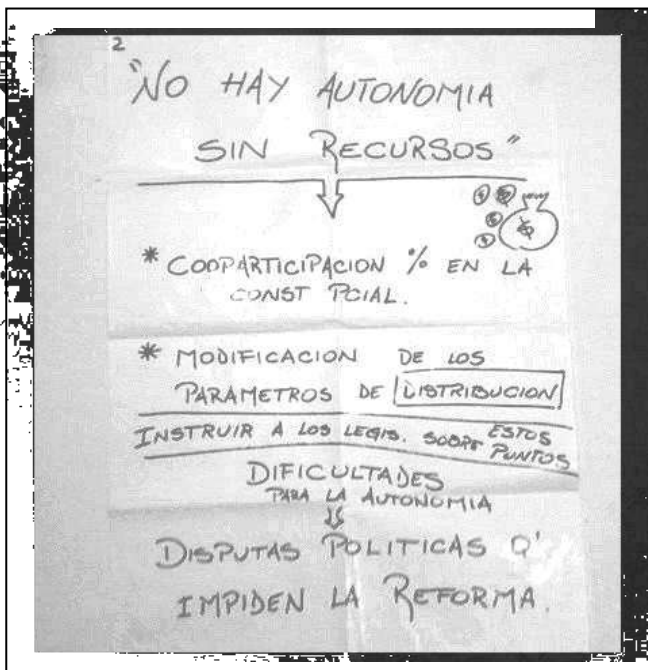 2
"NO HAY AUTONOMIA
SIN RECURSOS"
* COOPARTICIPACION % EN LA
CONST PCIAL.
* MODIFICACION DE LOS
PARAMETROS DE DISTRIBUCION
INSTRUIR A LOS LEGIS. SOBRE ESTOS
PUNTOS
DIFICULTADES
PARA LA AUTONOMIA
DISPUTAS POLITICAS Q'
IMPIDEN LA REFORMA.